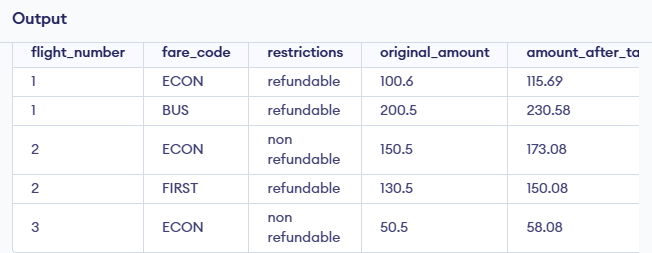 Output
flight_number fare_code restrictions original_amount amount_after_ta
1 ECON refundable 100.6 115.69
1 BUS refundable 200.5 230.58
2 ECON non refundable 150.5 173.08
2 FIRST refundable 130.5 150.08
3 ECON non refundable 50.5 58.08